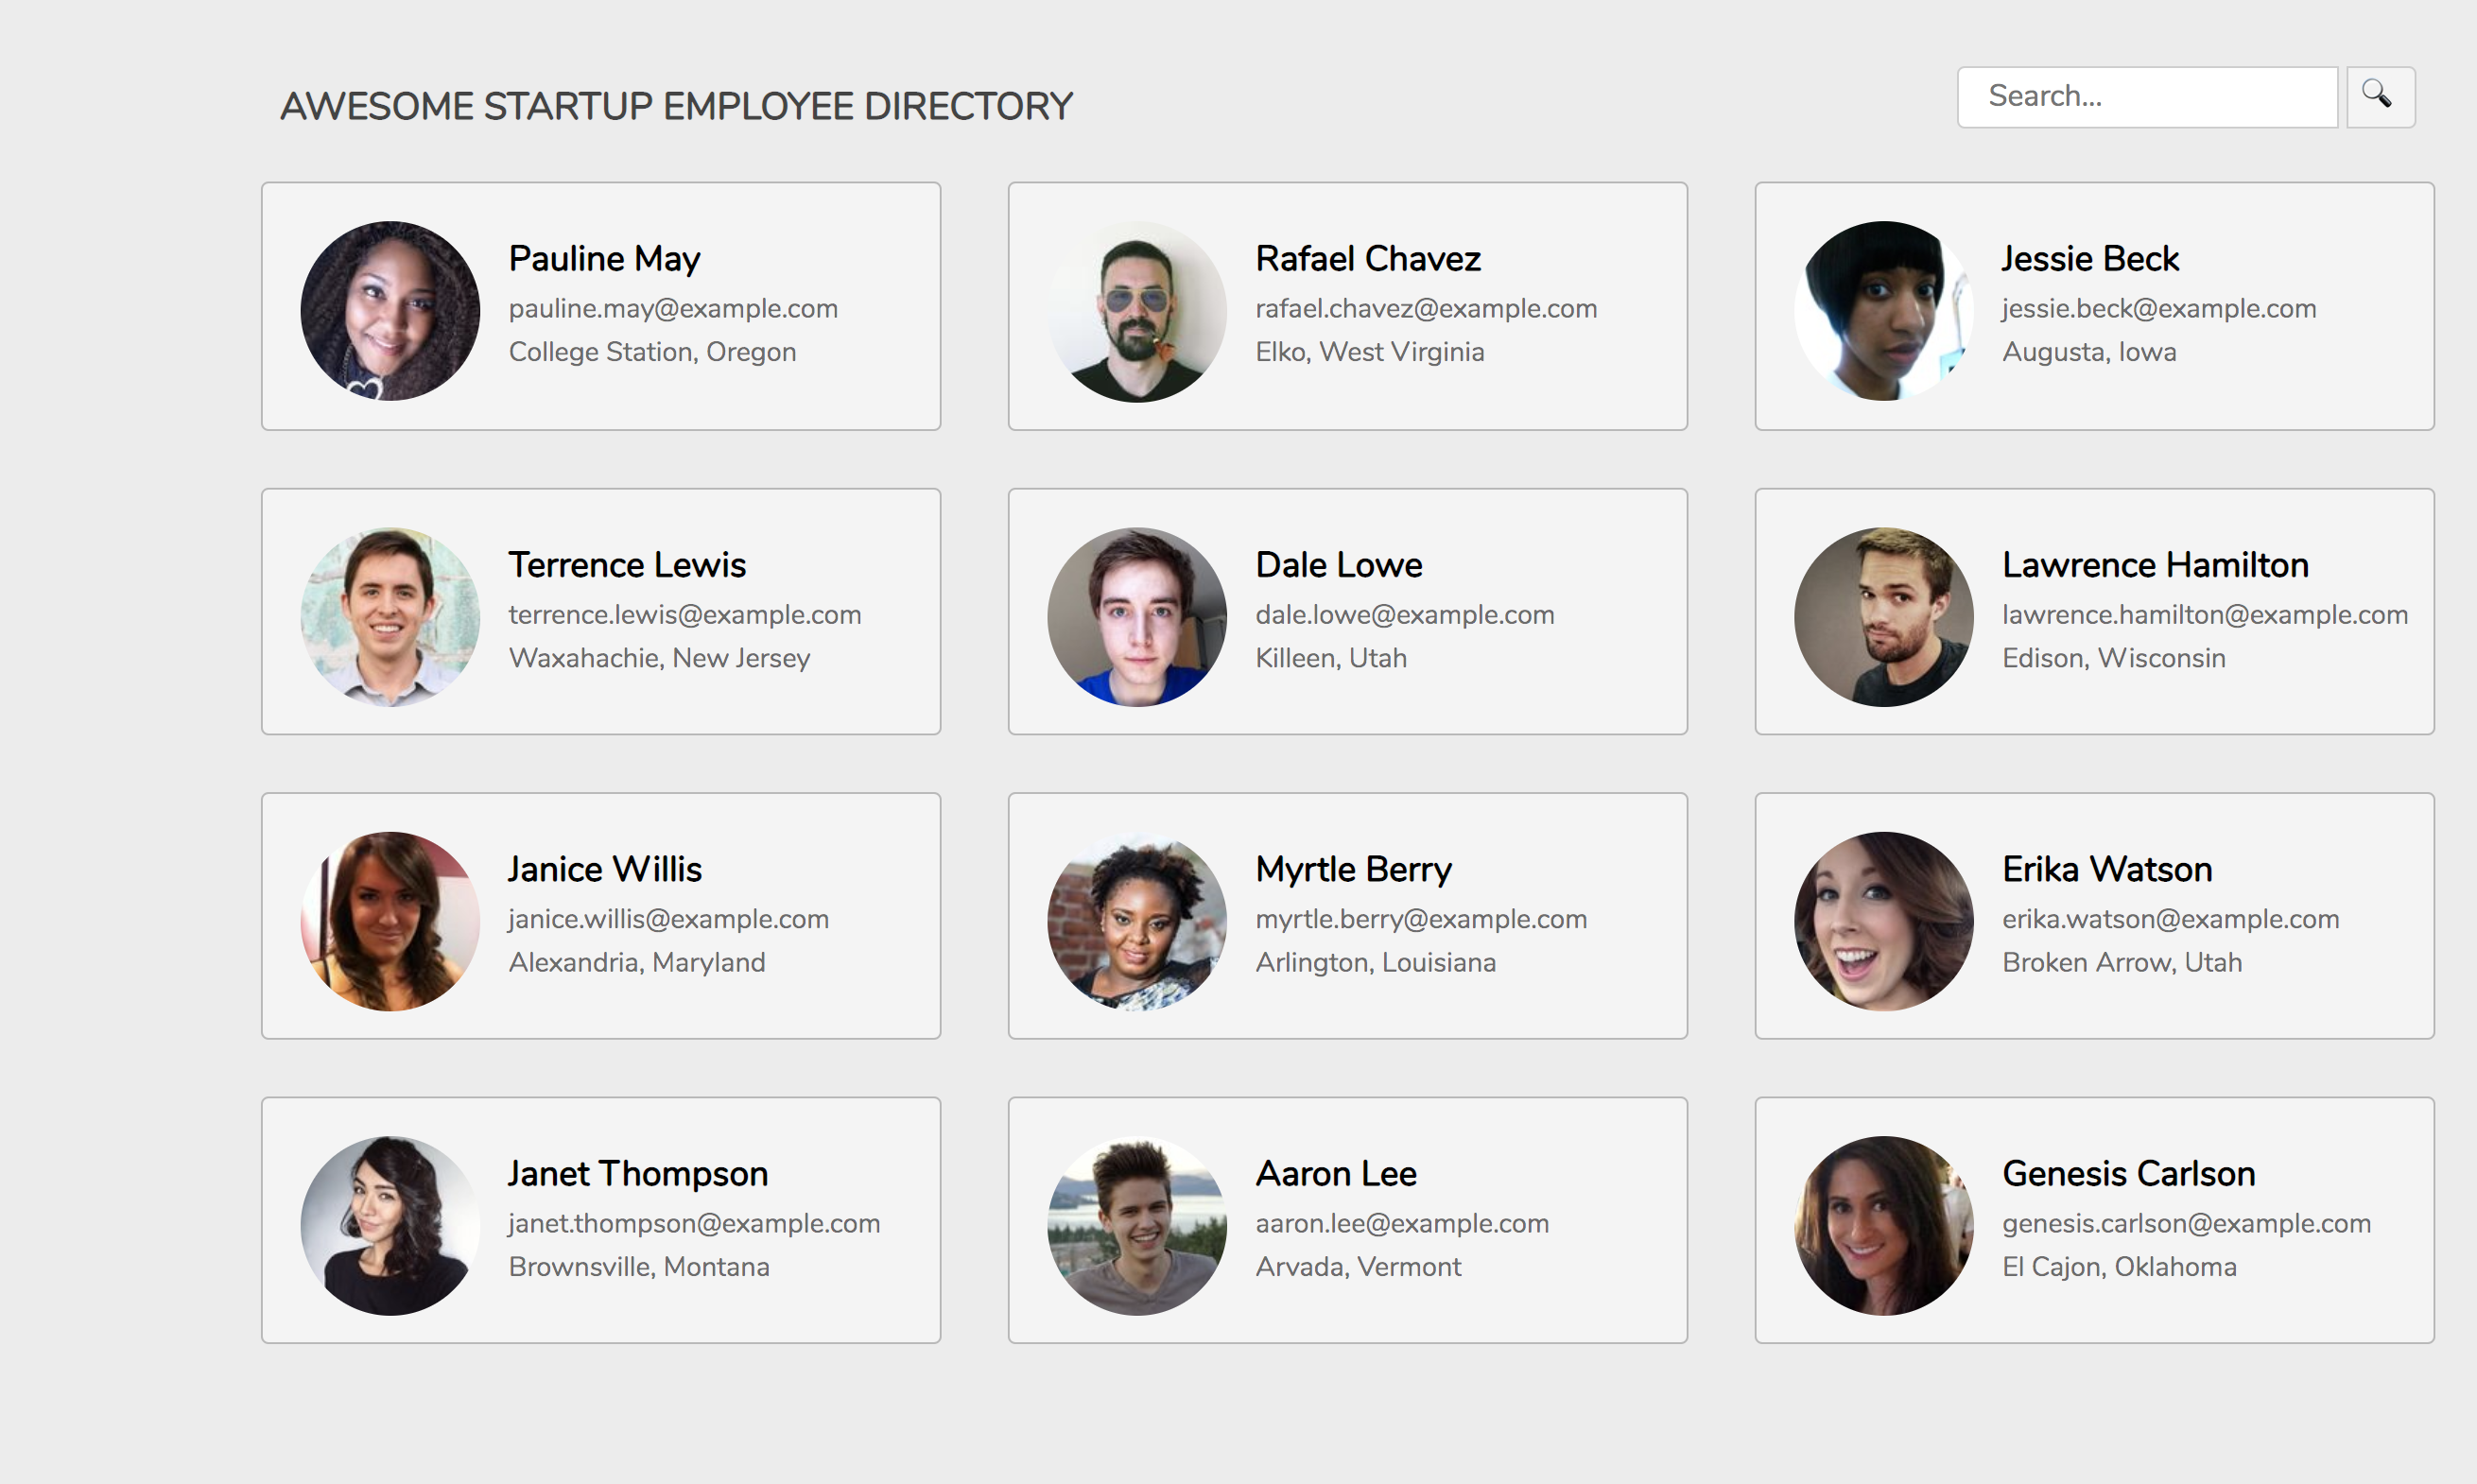 AWESOME STARTUP EMPLOYEE DIRECTORY
Search...
Pauline May
pauline.may@example.com
College Station, Oregon
Rafael Chavez
rafael.chavez@example.com
Elko, West Virginia
Jessie Beck
jessie.beck@example.com
Augusta, Iowa
Terrence Lewis
terrence.lewis@example.com
Waxahachie, New Jersey
Dale Lowe
dale.lowe@example.com
Killeen, Utah
Lawrence Hamilton
lawrence.hamilton@example.com
Edison, Wisconsin
Janice Willis
janice.willis@example.com
Alexandria, Maryland
Myrtle Berry
myrtle.berry@example.com
Arlington, Louisiana
Erika Watson
erika.watson@example.com
Broken Arrow, Utah
Janet Thompson
janet.thompson@example.com
Brownsville, Montana
Aaron Lee
aaron.lee@example.com
Arvada, Vermont
Genesis Carlson
genesis.carlson@example.com
El Cajon, Oklahoma